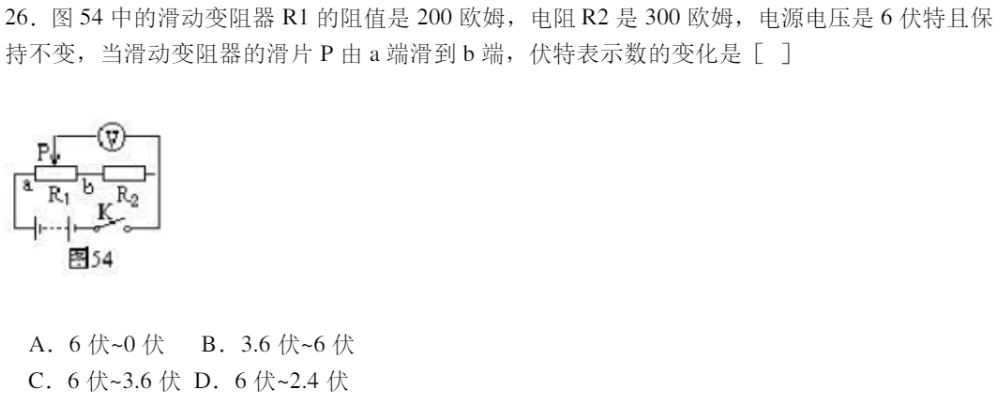 26．图 54 中的滑动变阻器 R1 的阻值是 200 欧姆，电阻 R2 是 300 欧姆，电源电压是 6 伏特且保
持不变，当滑动变阻器的滑片 P 由 a 端滑到 b 端，伏特表示数的变化是［ ］
V
P
a
R1
b
R2
K
图54
A．6 伏~0 伏 B．3.6 伏~6 伏
C．6 伏~3.6 伏 D．6 伏~2.4 伏